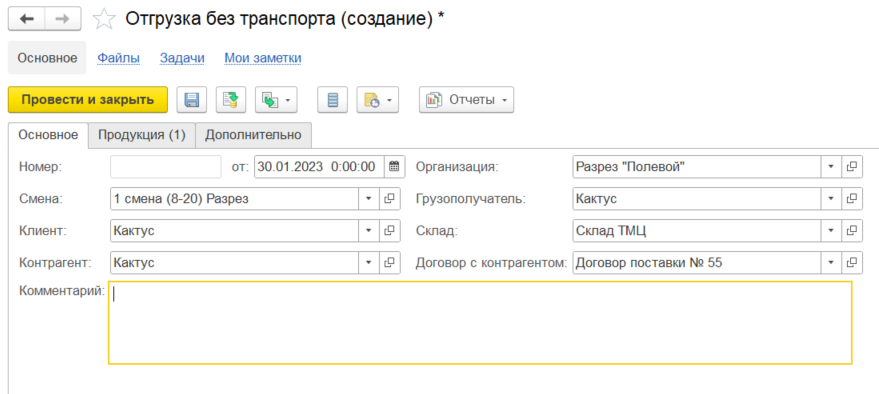 Отгрузка без транспорта (создание) *
Основное Файлы Задачи Мои заметки
Провести и закрыть Отчеты
Основное Продукция (1) Дополнительно
Номер: от: 30.01.2023 0:00:00 Организация: Разрез "Полевой"
Смена: 1 смена (8-20) Разрез Грузополучатель: Кактус
Клиент: Кактус Склад: Склад ТМЦ
Контрагент: Кактус Договор с контрагентом: Договор поставки № 55
Комментарий: